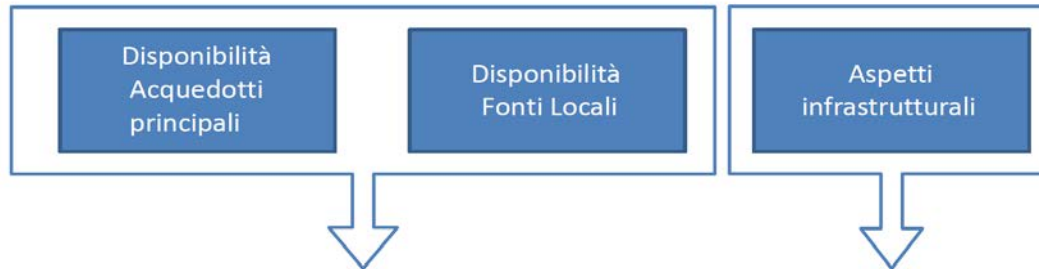 Disponibilità
Acquedotti
principali
Disponibilità
Fonti Locali
Aspetti
infrastrutturali